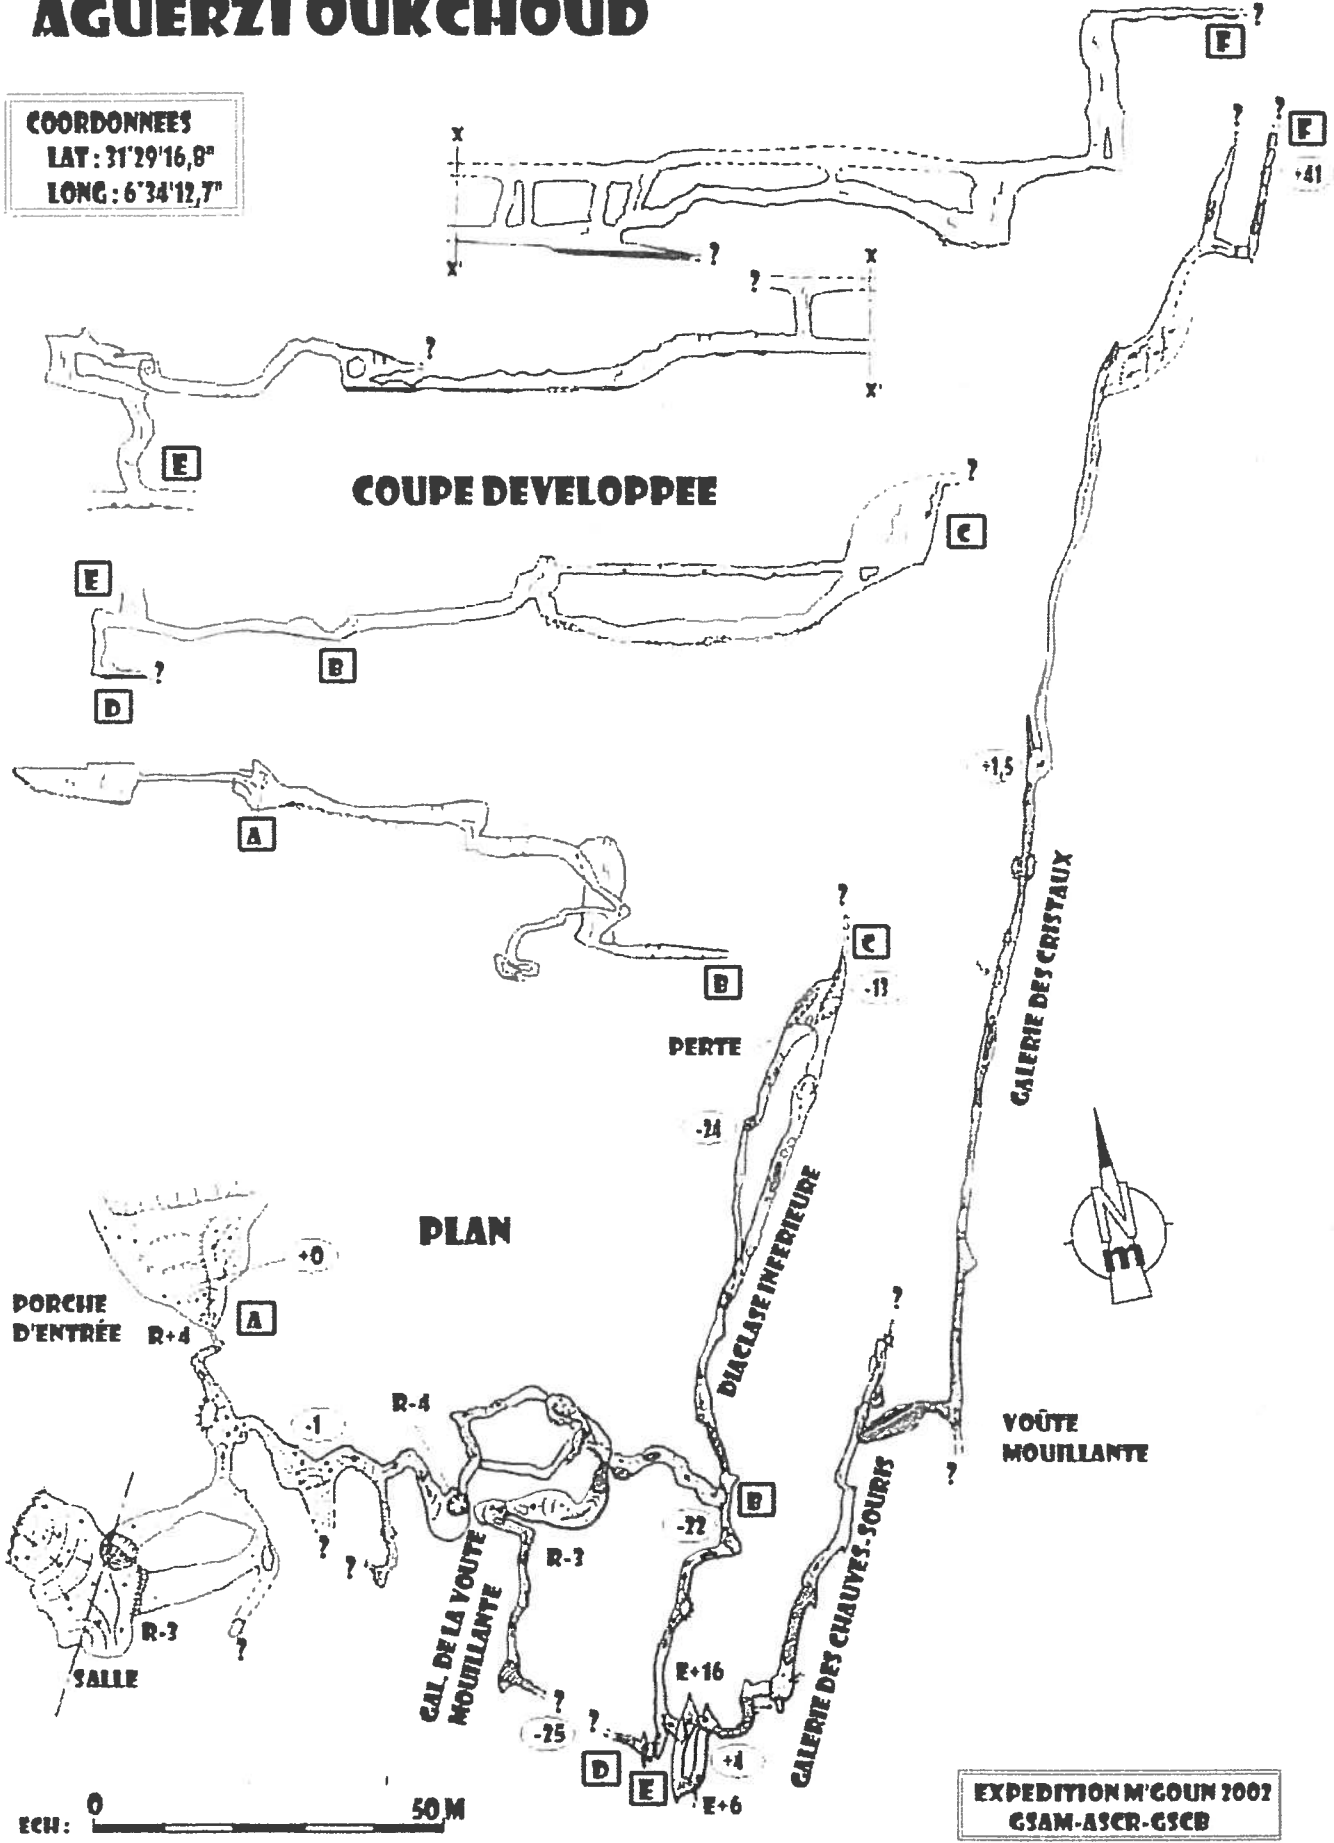 AGUERZI OUKCHOUD
F
?
COORDONNEES
LAT : 31°29'16,8"
LONG : 6°34'12,7"
X
X'
?
? ?
F
+41
?
X
X'
?
E
COUPE DEVELOPPEE
?
C
E
B
?
D
A
B
+1,5
GALERIE DES CRISTAUX
?
C
-13
PERTE
-24
DIACLASE INFERIEURE
PLAN
N
m
+0
PORCHE
D'ENTRÉE
R+4
A
-1
R-4
?
?
?
R-3
SALLE
GAL. DE LA VOUTE
MOUILLANTE
R-3
B
-22
?
GALERIE DES CHAUVES-SOURIS
VOÛTE
MOUILLANTE
?
?
-25
?
D
E
E+16
+4
E+6
ECH :
0
50 M
EXPEDITION M'GOUN 2002
GSAM-ASCR-GSCB